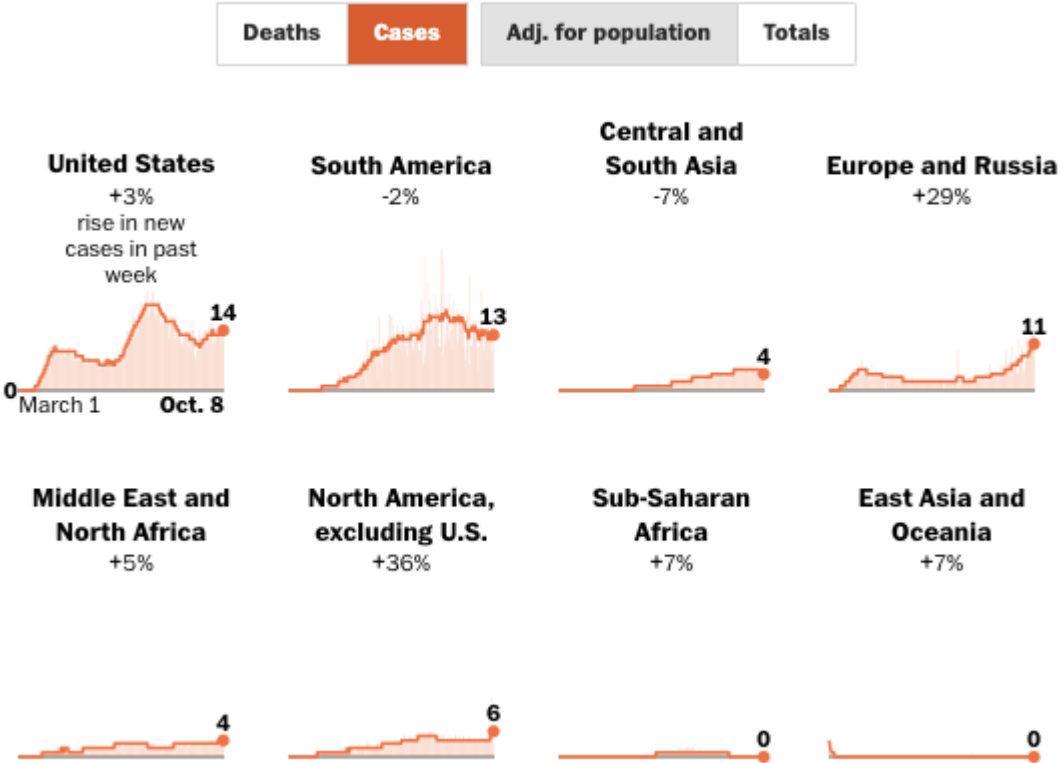 Deaths
Cases
Adj. for population
Totals
United States
+3%
rise in new
cases in past
week
14
0
March 1
Oct. 8
South America
-2%
13
Central and
South Asia
-7%
4
Europe and Russia
+29%
11
Middle East and
North Africa
+5%
4
North America,
excluding U.S.
+36%
6
Sub-Saharan
Africa
+7%
0
East Asia and
Oceania
+7%
0